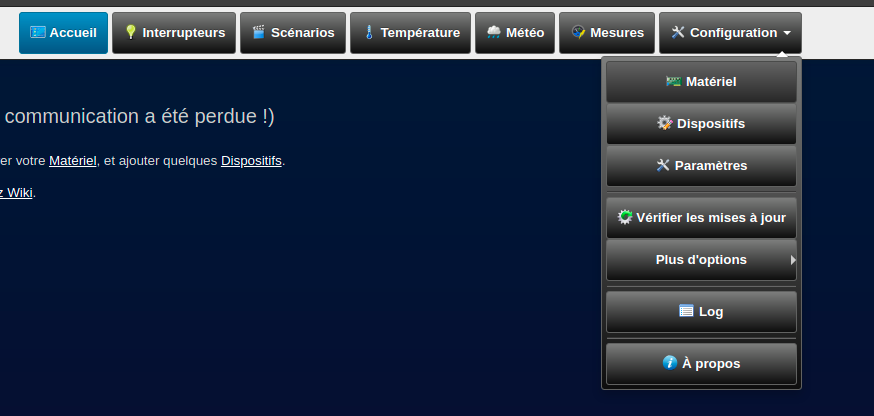 Accueil Interrupteurs Scénarios Température Météo Mesures Configuration
Matériel
communication a été perdue !)
Dispositifs
er votre Matériel, et ajouter quelques Dispositifs.
Paramètres
z Wiki.
Vérifier les mises à jour
Plus d'options
Log
À propos